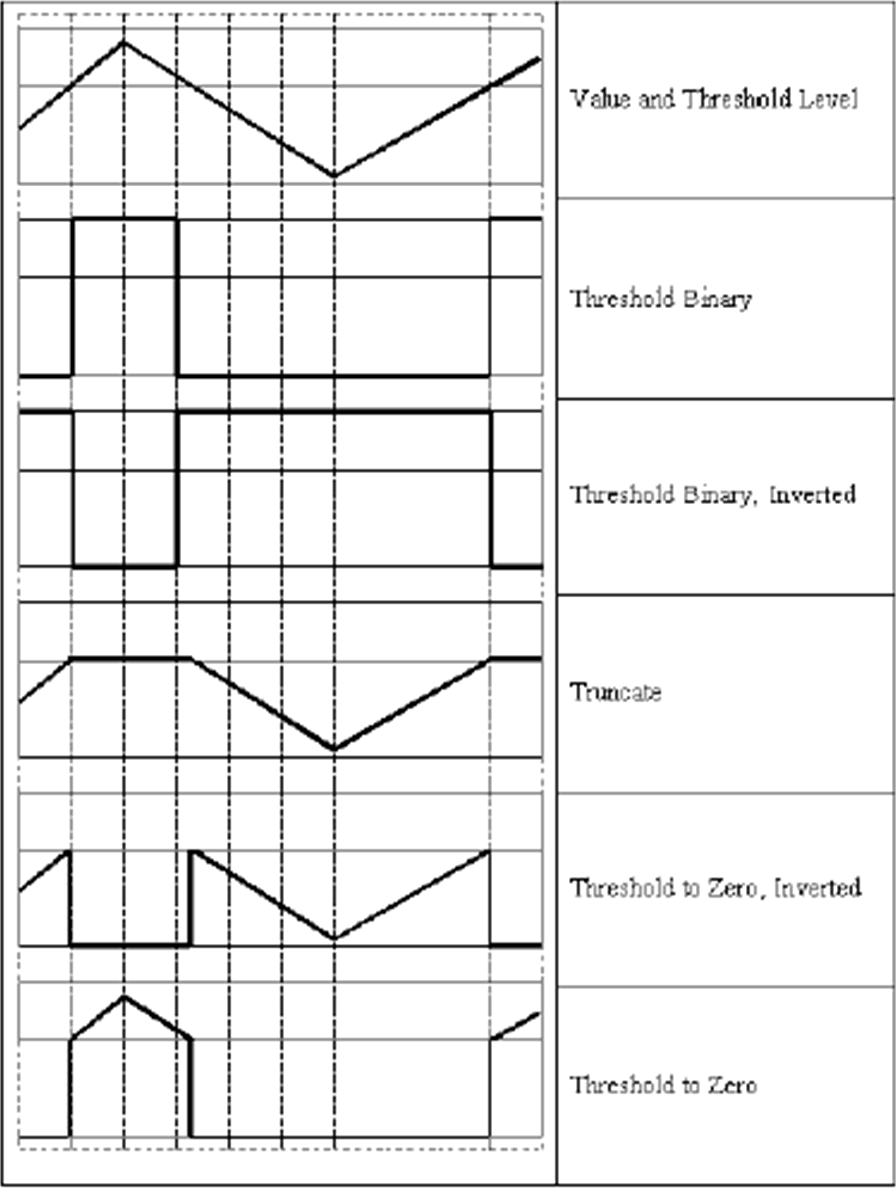 Value and Threshold Level
Threshold Binary
Threshold Binary, Inverted
Truncate
Threshold to Zero, Inverted
Threshold to Zero